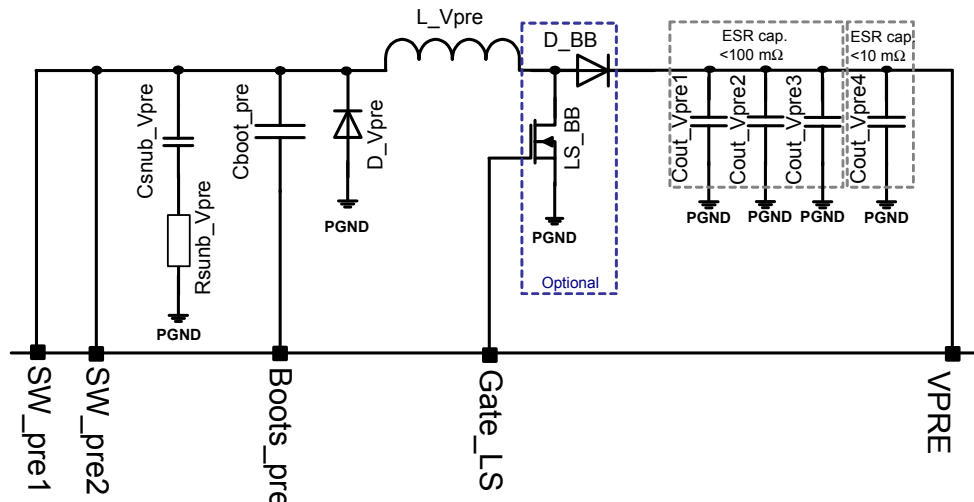 L_Vpre
D_BB
ESR cap.
<100 mΩ
ESR cap.
<10 mΩ
Csnub_Vpre
Rsunb_Vpre
PGND
Cboot_pre
D_Vpre
PGND
LS_BB
PGND
Optional
Cout_Vpre1
Cout_Vpre2
Cout_Vpre3
Cout_Vpre4
PGND
PGND
PGND
PGND
SW_pre1
SW_pre2
Boots_pre
Gate_LS
VPRE